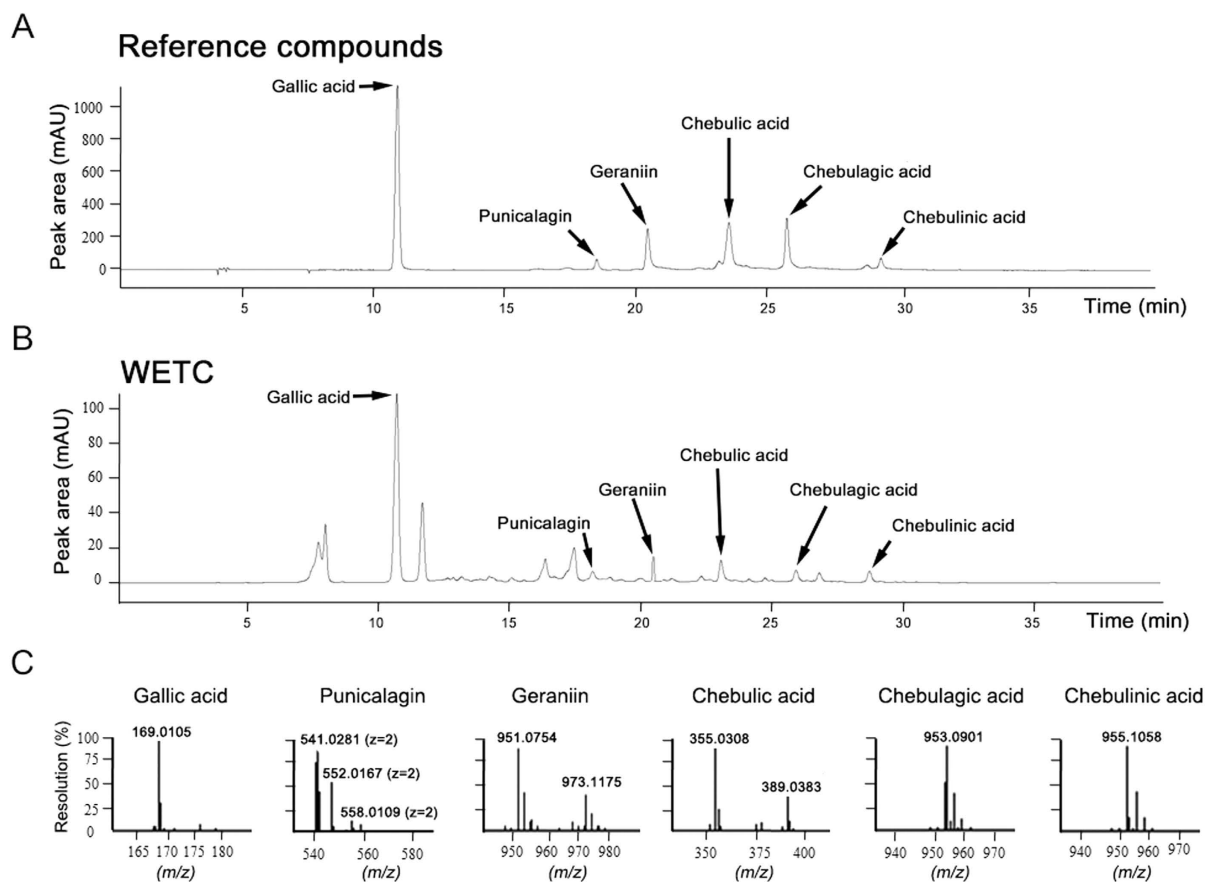 A
Reference compounds
Gallic acid
Chebulic acid
Geraniin
Chebulagic acid
Punicalagin
Chebulinic acid
Peak area (mAU)
1000
800
600
400
200
0
5 10 15 20 25 30 35 Time (min)
B
WETC
Gallic acid
Chebulic acid
Geraniin
Chebulagic acid
Punicalagin
Chebulinic acid
Peak area (mAU)
100
80
60
40
20
0
5 10 15 20 25 30 35 Time (min)
C
Gallic acid Punicalagin Geraniin Chebulic acid Chebulagic acid Chebulinic acid
Resolution (%)
100
75
50
25
0
169.0105
165 170 175 180
(m/z)
541.0281 (z=2)
552.0167 (z=2)
558.0109 (z=2)
540 560 580
(m/z)
951.0754
973.1175
950 960 970 980
(m/z)
355.0308
389.0383
350 375 400
(m/z)
953.0901
940 950 960 970
(m/z)
955.1058
940 950 960 970
(m/z)